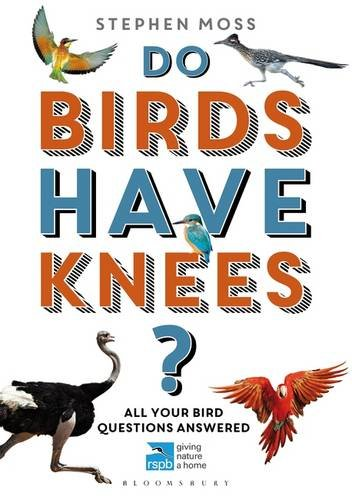 STEPHEN MOSS
DO
BIRDS
HAVE
KNEES
?
ALL YOUR BIRD
QUESTIONS ANSWERED
rspb
giving
nature
a home
BLOOMSBURY